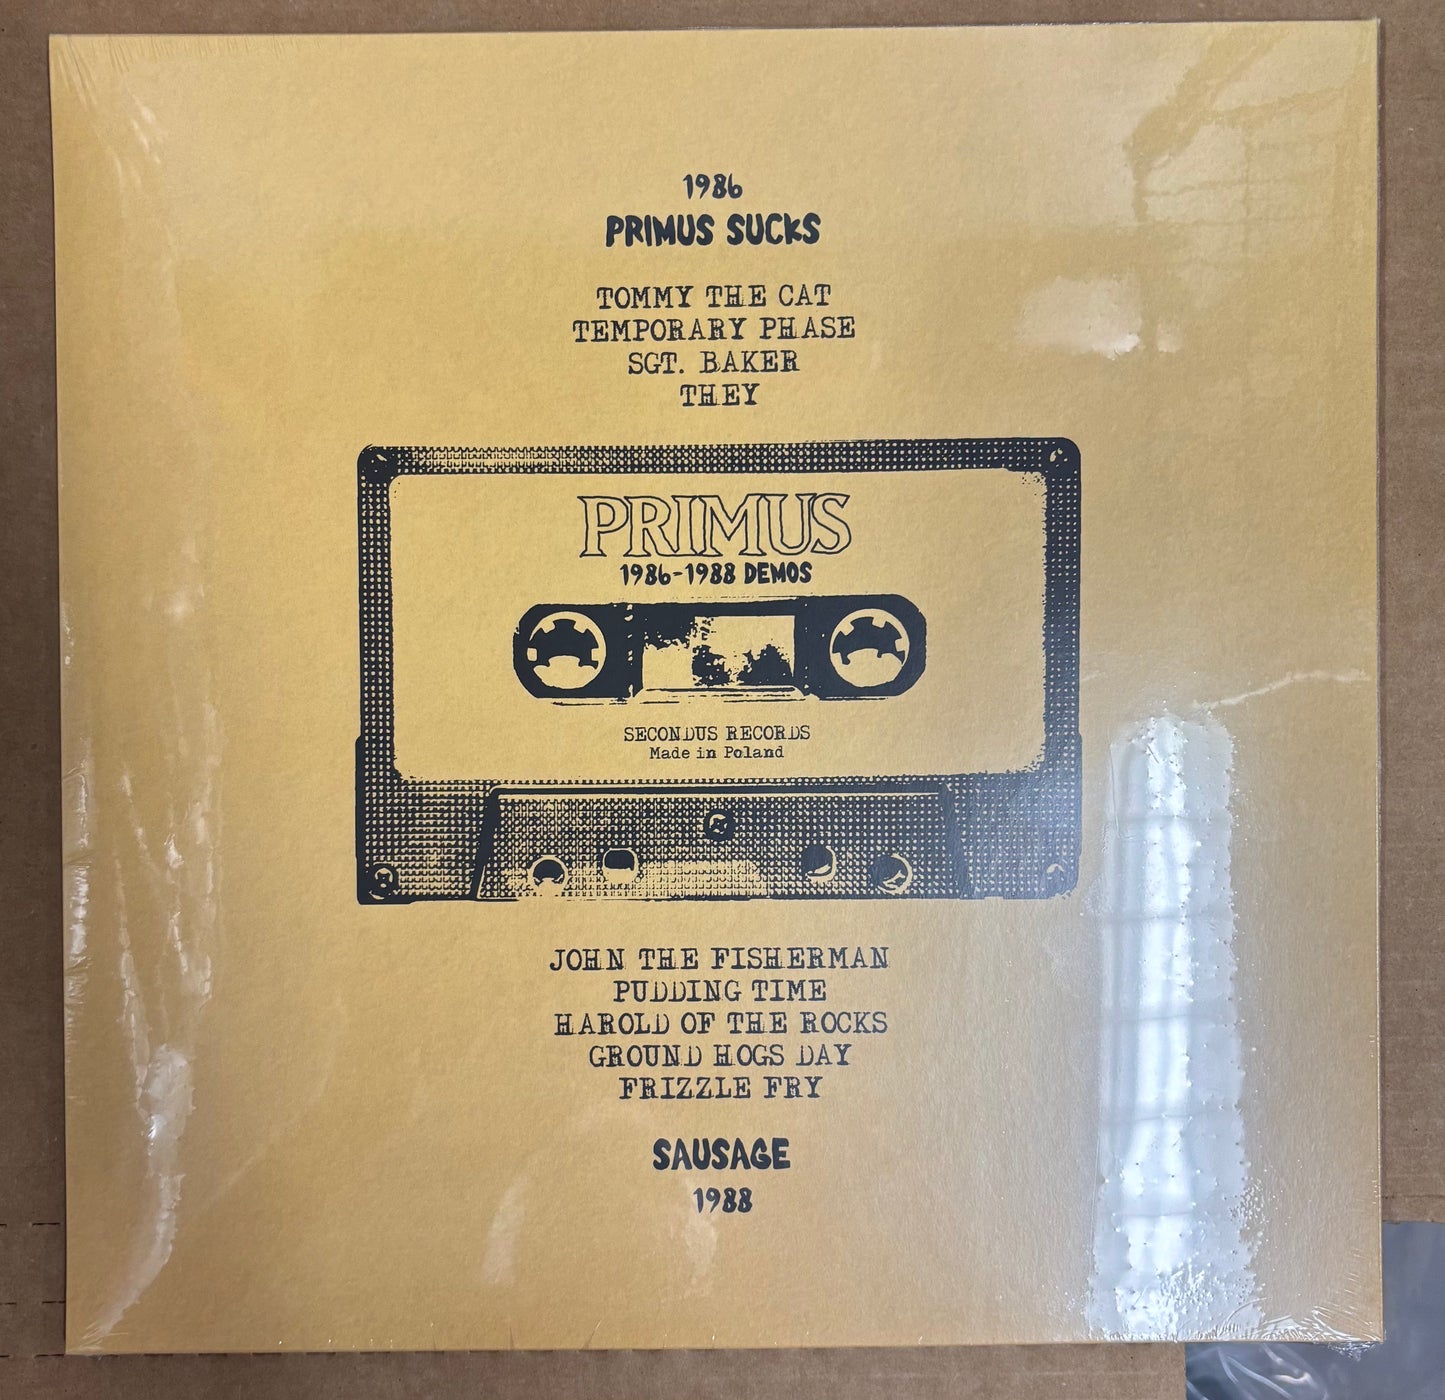 1986
PRIMUS SUCKS
TOMMY THE CAT
TEMPORARY PHASE
SGT. BAKER
THEY
PRIMUS
1986-1988 DEMOS
SECONDUS RECORDS
Made in Poland
JOHN THE FISHERMAN
PUDDING TIME
HAROLD OF THE ROCKS
GROUND HOGS DAY
FRIZZLE FRY
SAUSAGE
1988